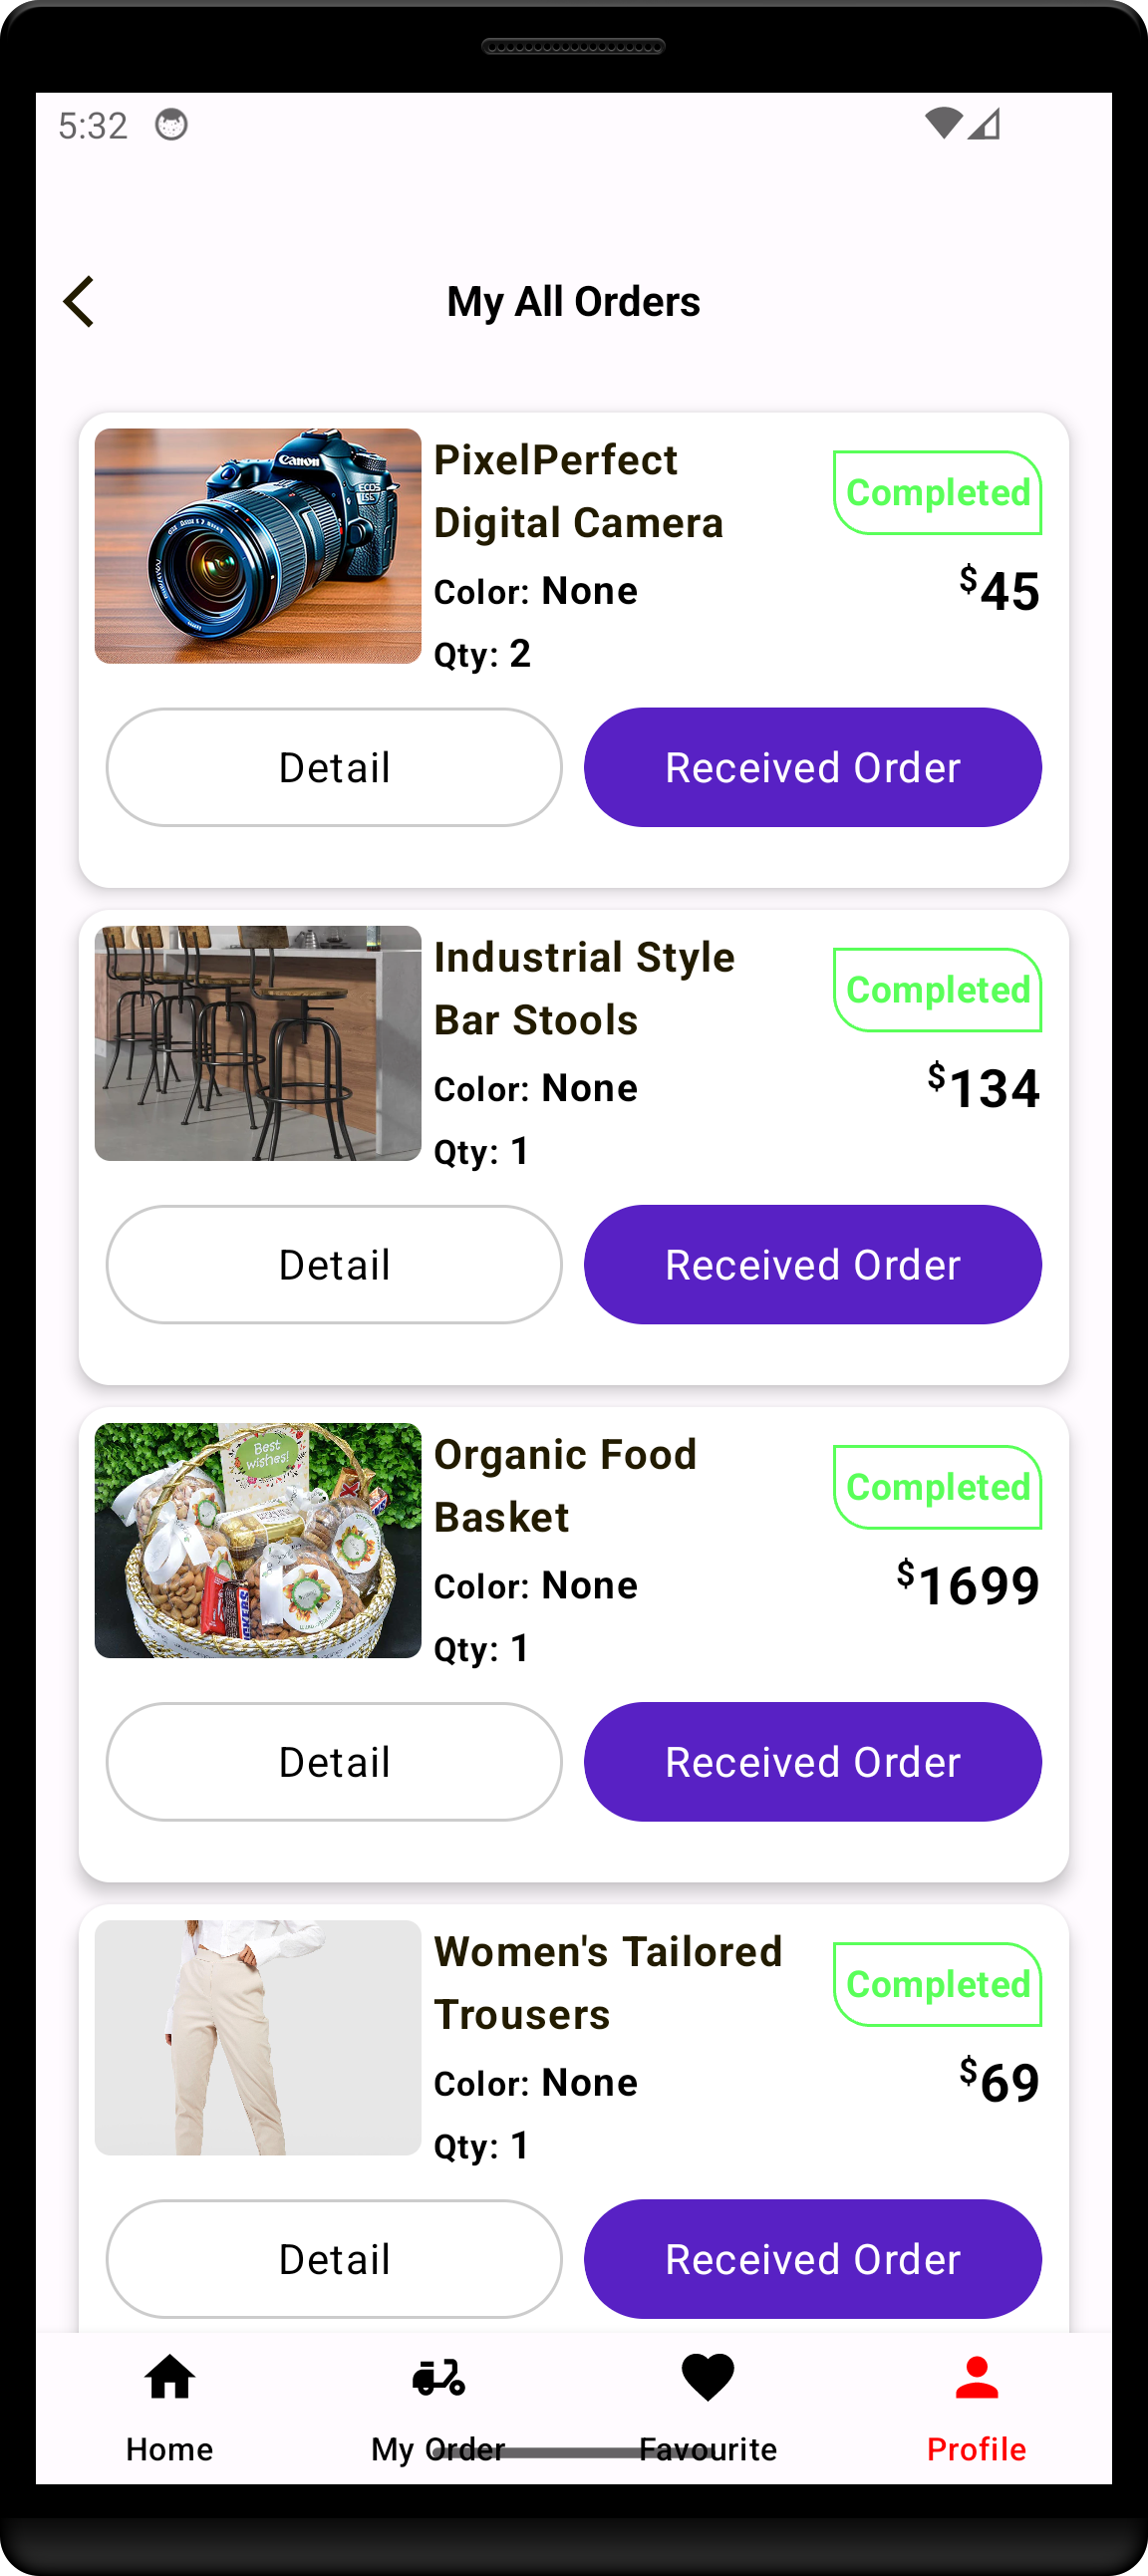 5:32
My All Orders
Canon
PixelPerfect
Digital Camera
Completed
Color: None
$45
Qty: 2
Detail
Received Order
Industrial Style
Bar Stools
Completed
Color: None
$134
Qty: 1
Detail
Received Order
Best
wishes!
Organic Food
Basket
Completed
Color: None
$1699
Qty: 1
Detail
Received Order
Women's Tailored
Trousers
Completed
Color: None
$69
Qty: 1
Detail
Received Order
Home
My Order
Favourite
Profile